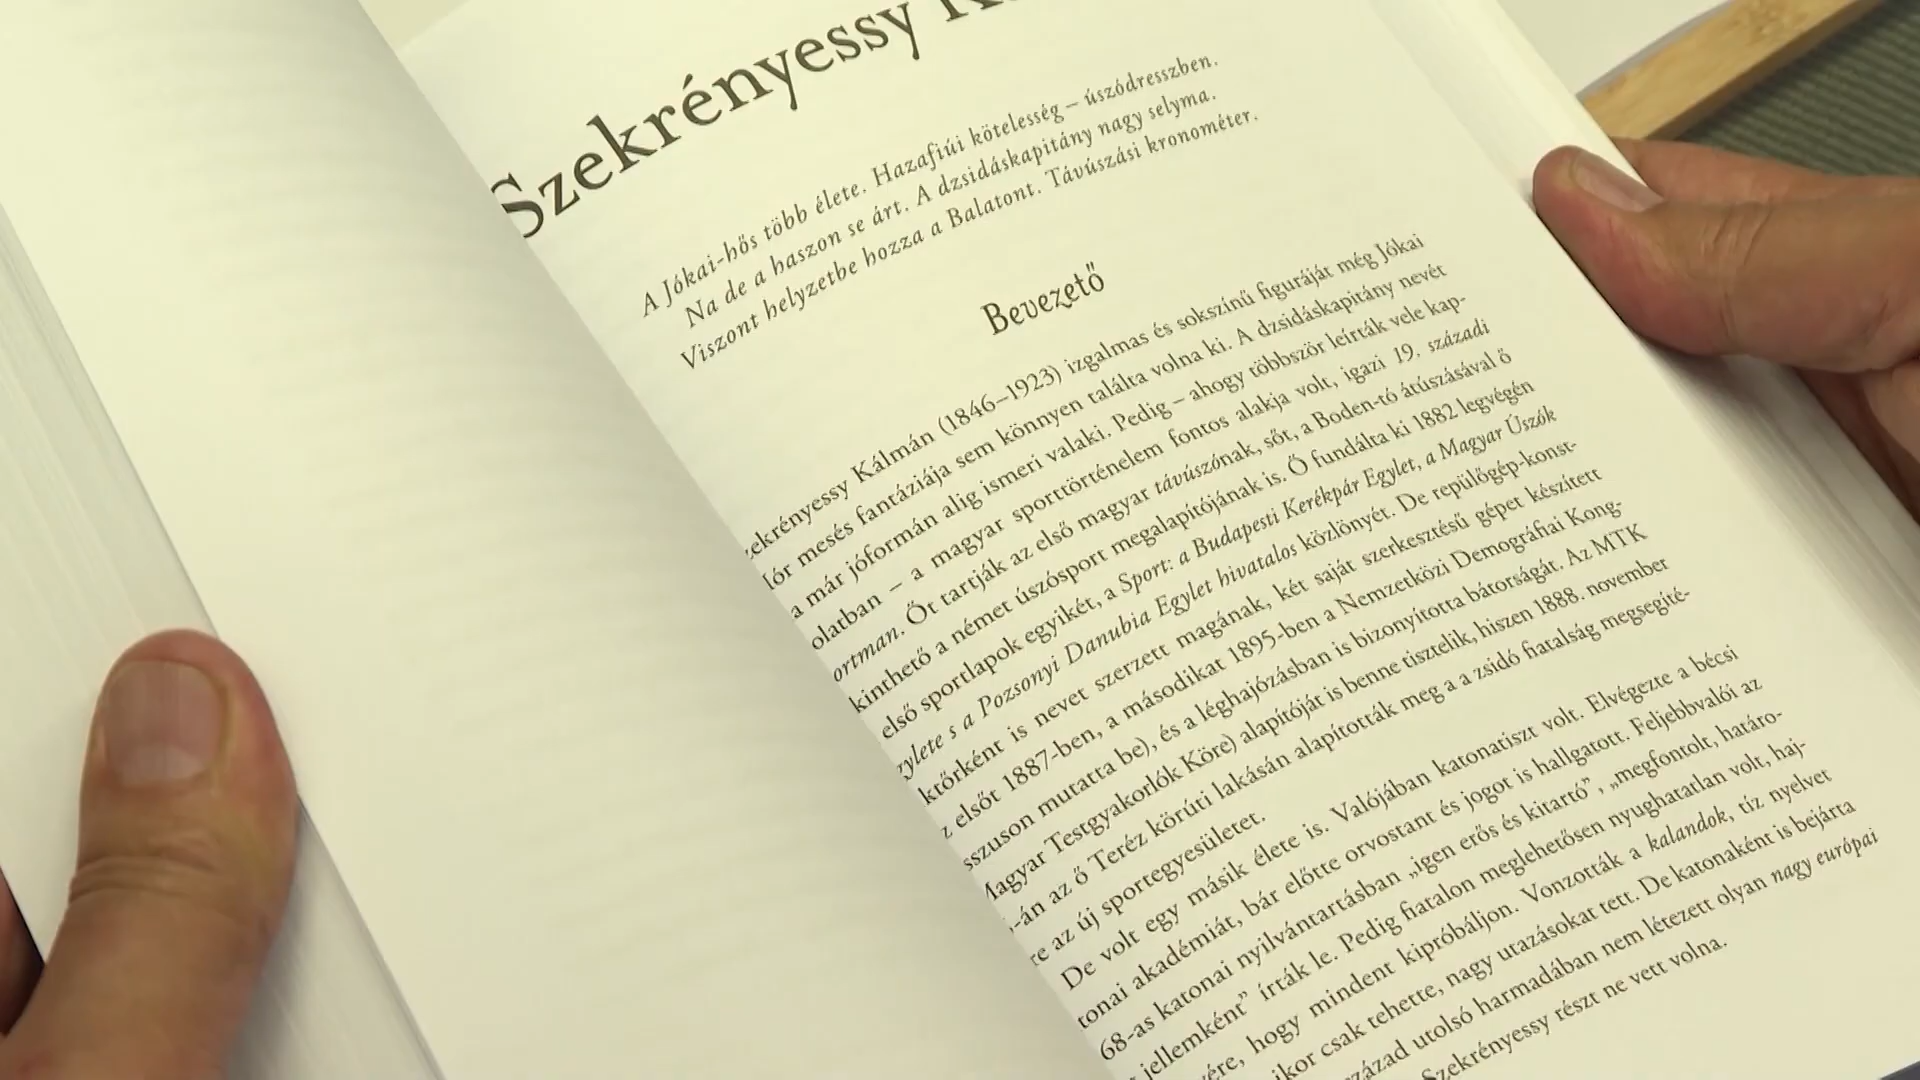 Szekrényessy
A Jókai-hős több élete. Hazafiúi kötelesség – úszódresszben.
Na de a haszon se árt. A dzsidáskapitány nagy selyma.
Viszont helyzetbe hozza a Balatont. Távúszási kronométer.
Bevezető
zekrényessy Kálmán (1846–1923) izgalmas és sokszínű figuráját még Jókai
Mór mesés fantáziája sem könnyen találta volna ki. A dzsidáskapitány nevét
a már jóformán alig ismeri valaki. Pedig – ahogy többször leírták vele kap-
olatban – a magyar sporttörténelem fontos alakja volt, igazi 19. századi
ortman. Őt tartják az első magyar távúszónak, sőt, a Boden-tó átúszásával ő
kinthető a német úszósport megalapítójának is. Ő fundálta ki 1882 legvégén
első sportlapok egyikét, a Sport: a Budapesti Kerékpár Egylet, a Magyar Úszók
gylete s a Pozsonyi Danubia Egylet hivatalos közlönyét. De repülőgép-konst-
ktőrként is nevet szerzett magának, két saját szerkesztésű gépet készített
z elsőt 1887-ben, a másodikat 1895-ben a Nemzetközi Demográfiai Kong-
sszuson mutatta be), és a léghajózásban is bizonyította bátorságát. Az MTK
Magyar Testgyakorlók Köre) alapítóját is benne tisztelik, hiszen 1888. november
-án az ő Teréz körúti lakásán alapították meg a a zsidó fiatalság megsegíté-
re az új sportegyesületet.
De volt egy másik élete is. Valójában katonatiszt volt. Elvégezte a bécsi
tonai akadémiát, bár előtte orvostant és jogot is hallgatott. Feljebbvalói az
68-as katonai nyilvántartásban „igen erős és kitartó”, „megfontolt, határo-
jellemként” írták le. Pedig fiatalon meglehetősen nyughatatlan volt, haj-
ére, hogy mindent kipróbáljon. Vonzották a kalandok, tíz nyelvet
ikor csak tehette, nagy utazásokat tett. De katonaként is bejárta
század utolsó harmadában nem létezett olyan nagy európai
Szekrényessy részt ne vett volna.